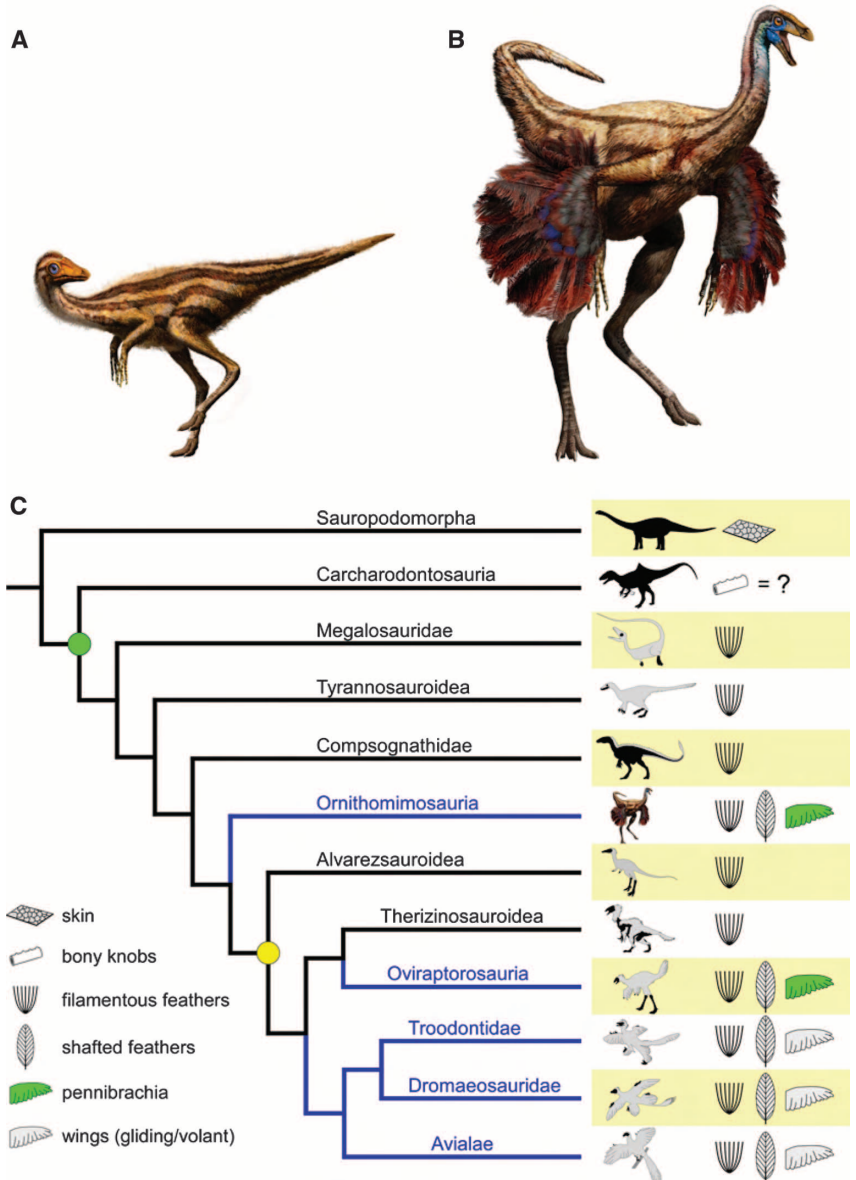 A
B
C
Sauropodomorpha
Carcharodontosauria
= ?
Megalosauridae
Tyrannosauroidea
Compsognathidae
Ornithomimosauria
Alvarezsauroidea
Therizinosauroidea
Oviraptorosauria
Troodontidae
Dromaeosauridae
Avialae
skin
bony knobs
filamentous feathers
shafted feathers
pennibrachia
wings (gliding/volant)